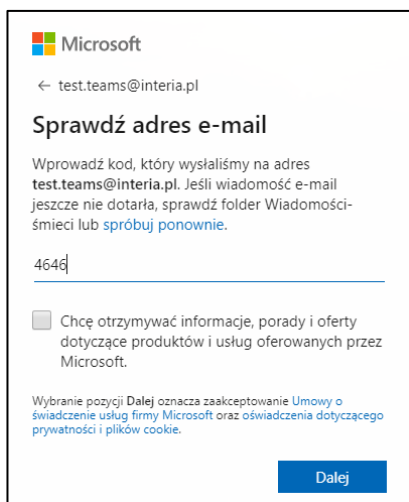 Microsoft
← test.teams@interia.pl
Sprawdź adres e-mail
Wprowadź kod, który wysłaliśmy na adres
test.teams@interia.pl. Jeśli wiadomość e-mail
jeszcze nie dotarła, sprawdź folder Wiadomości-
śmieci lub spróbuj ponownie.
4646
Chcę otrzymywać informacje, porady i oferty
dotyczące produktów i usług oferowanych przez
Microsoft.
Wybranie pozycji Dalej oznacza zaakceptowanie Umowy o
świadczenie usług firmy Microsoft oraz oświadczenia dotyczącego
prywatności i plików cookie.
Dalej